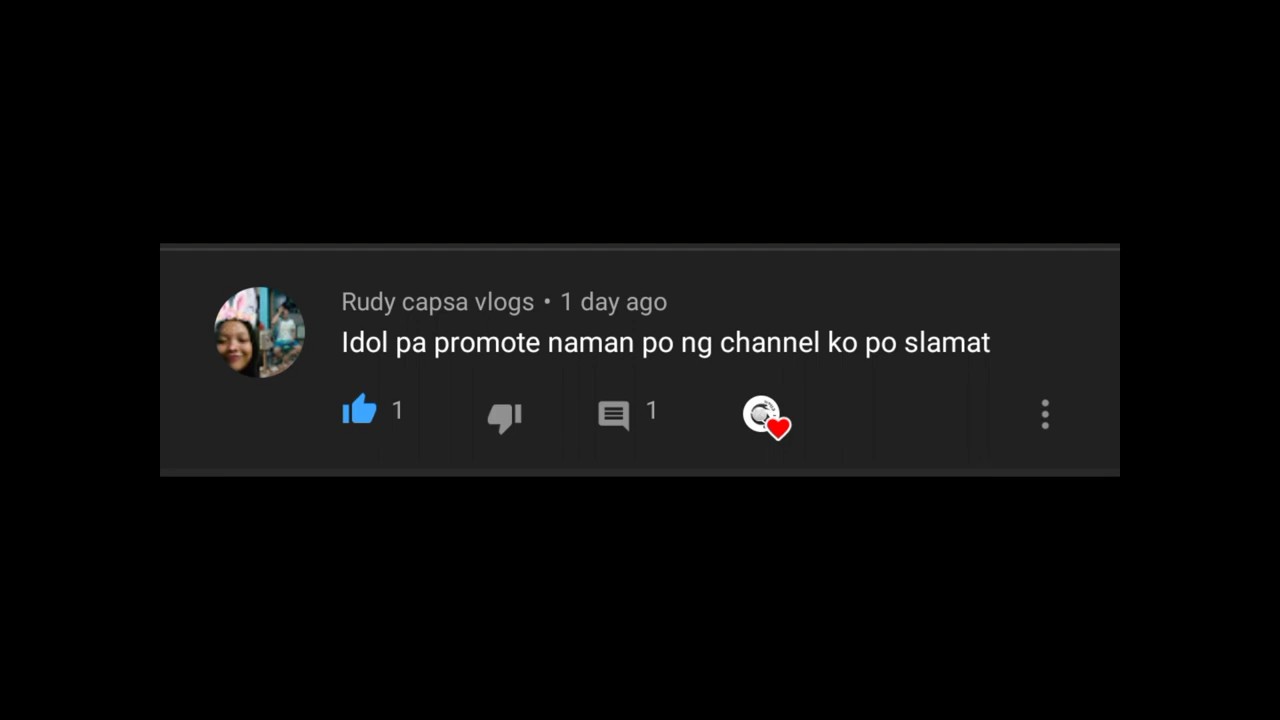 Rudy capsa vlogs • 1 day ago
Idol pa promote naman po ng channel ko po slamat
1 1